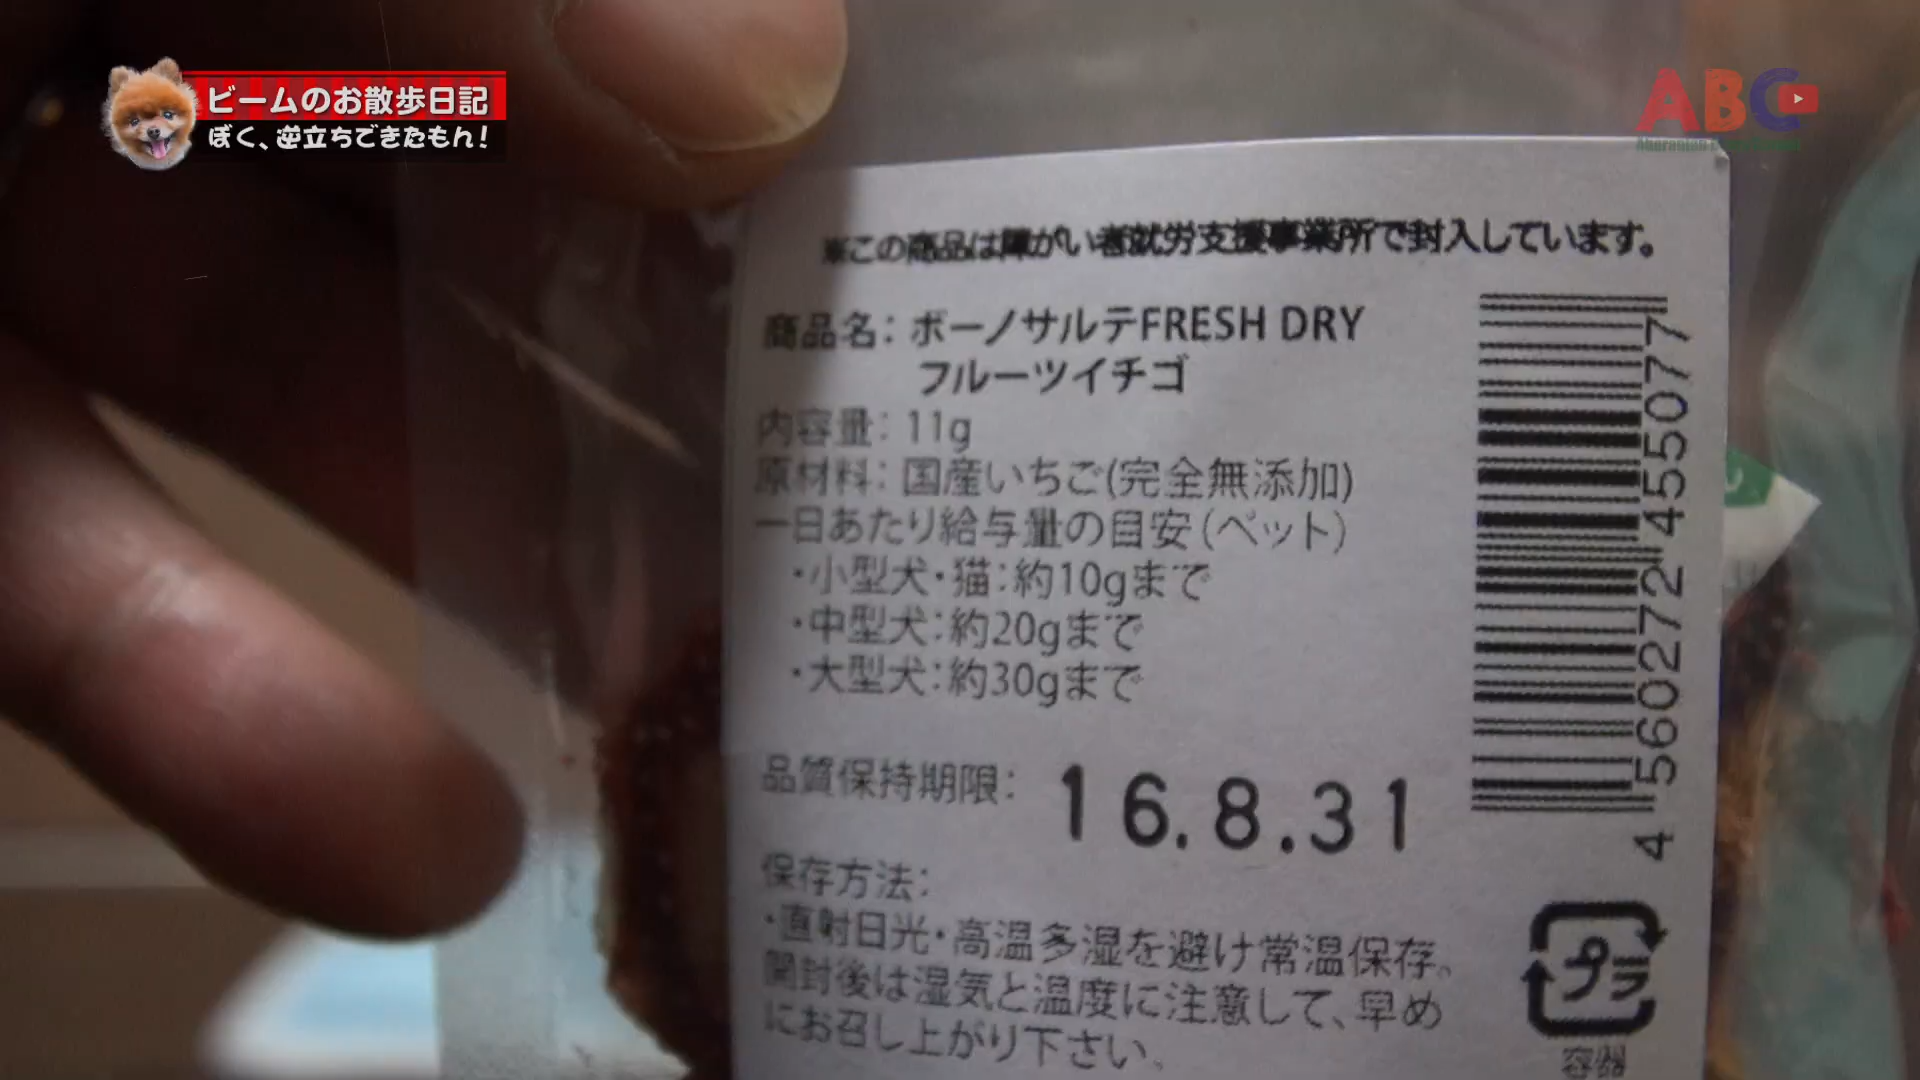 ビームのお散歩日記
ぼく、逆立ちできたもん!
ABC
※この商品は障がい者就労支援事業所で封入しています。
商品名:ボーノサルテFRESH DRY
フルーツイチゴ
内容量:11g
原材料:国産いちご(完全無添加)
一日あたり給与量の目安(ペット)
・小型犬・猫:約10gまで
・中型犬:約20gまで
・大型犬:約30gまで
品質保持期限:16.8.31
保存方法:
・直射日光・高温多湿を避け常温保存。
開封後は湿気と温度に注意して、早め
にお召し上がり下さい。
4560272455077
プラ
容器